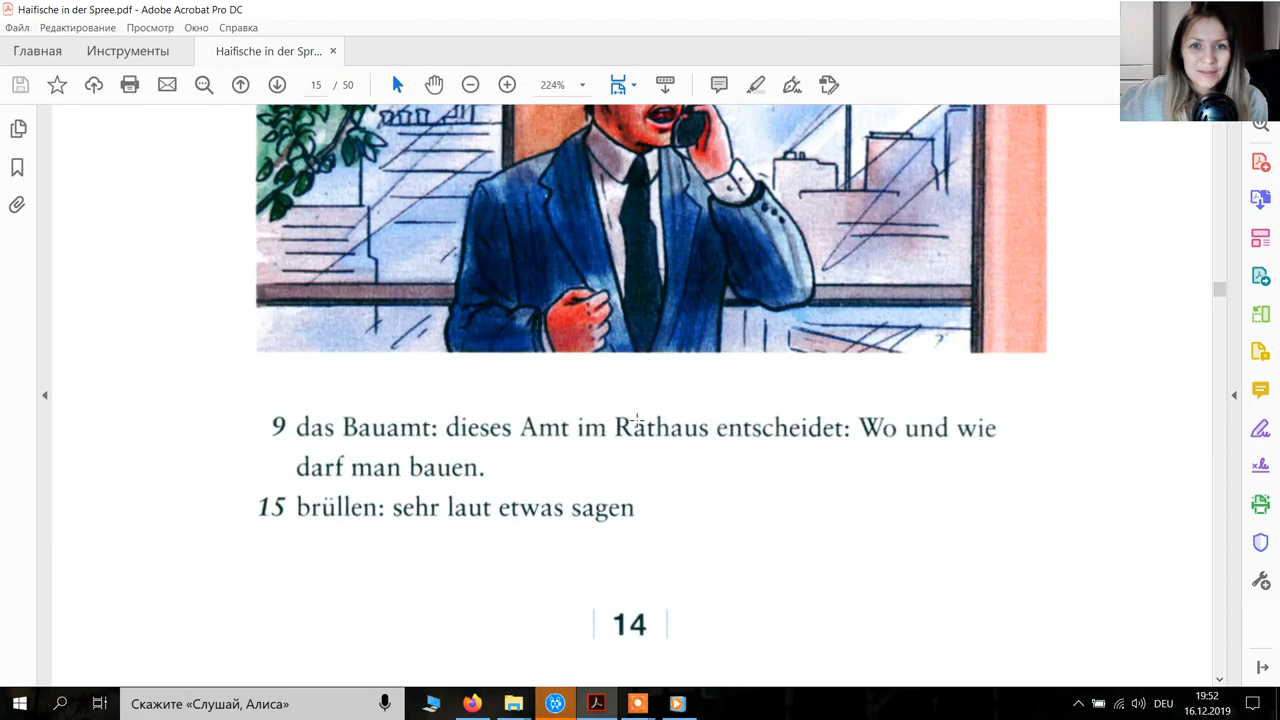 Haifische in der Spree.pdf - Adobe Acrobat Pro DC
Файл Редактирование Просмотр Окно Справка
Главная Инструменты Haifische in der Spr... ×
15 / 50 224%
9 das Bauamt: dieses Amt im Rathaus entscheidet: Wo und wie
darf man bauen.
15 brüllen: sehr laut etwas sagen
14
Скажите «Слушай, Алиса»
DEU
19:52
16.12.2019